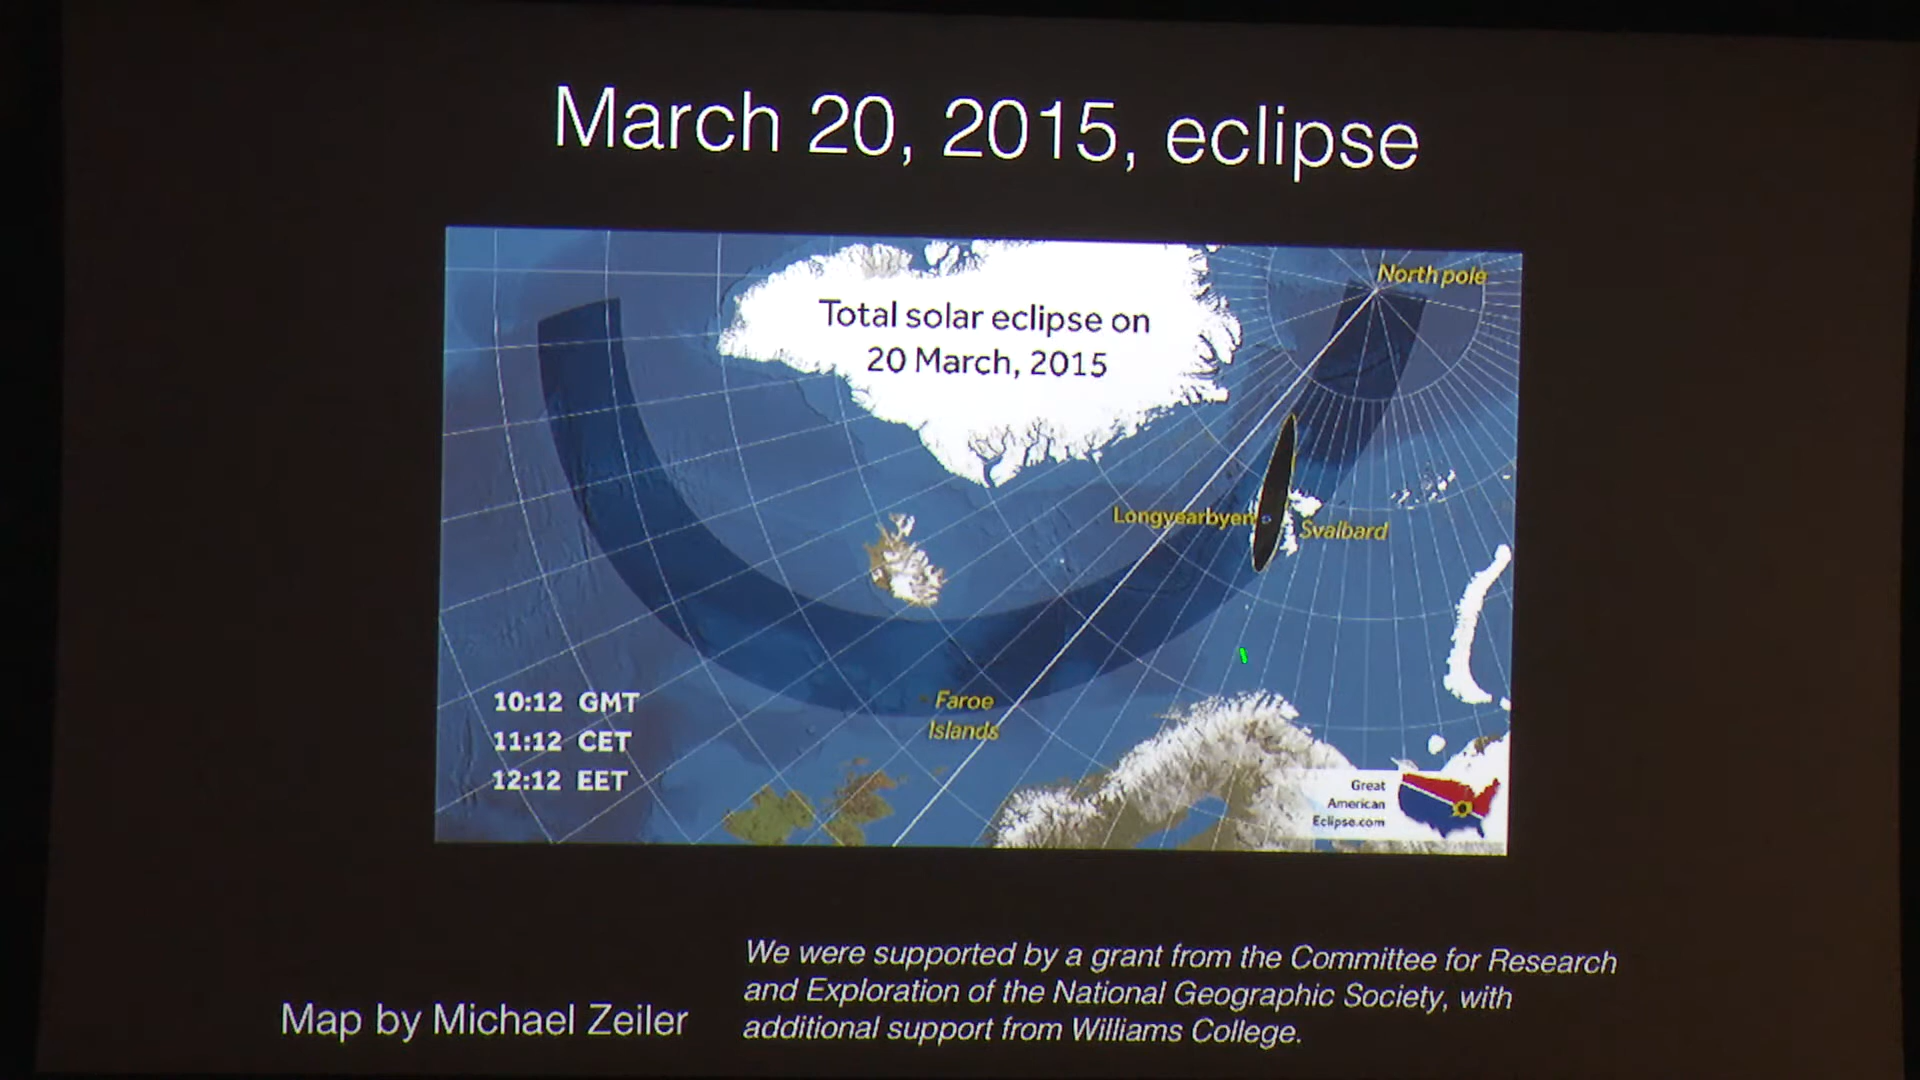 March 20, 2015, eclipse
North pole
Total solar eclipse on
20 March, 2015
Longyearbyen
Svalbard
Faroe
Islands
10:12 GMT
11:12 CET
12:12 EET
Great
American
Eclipse.com
Map by Michael Zeiler
We were supported by a grant from the Committee for Research
and Exploration of the National Geographic Society, with
additional support from Williams College.